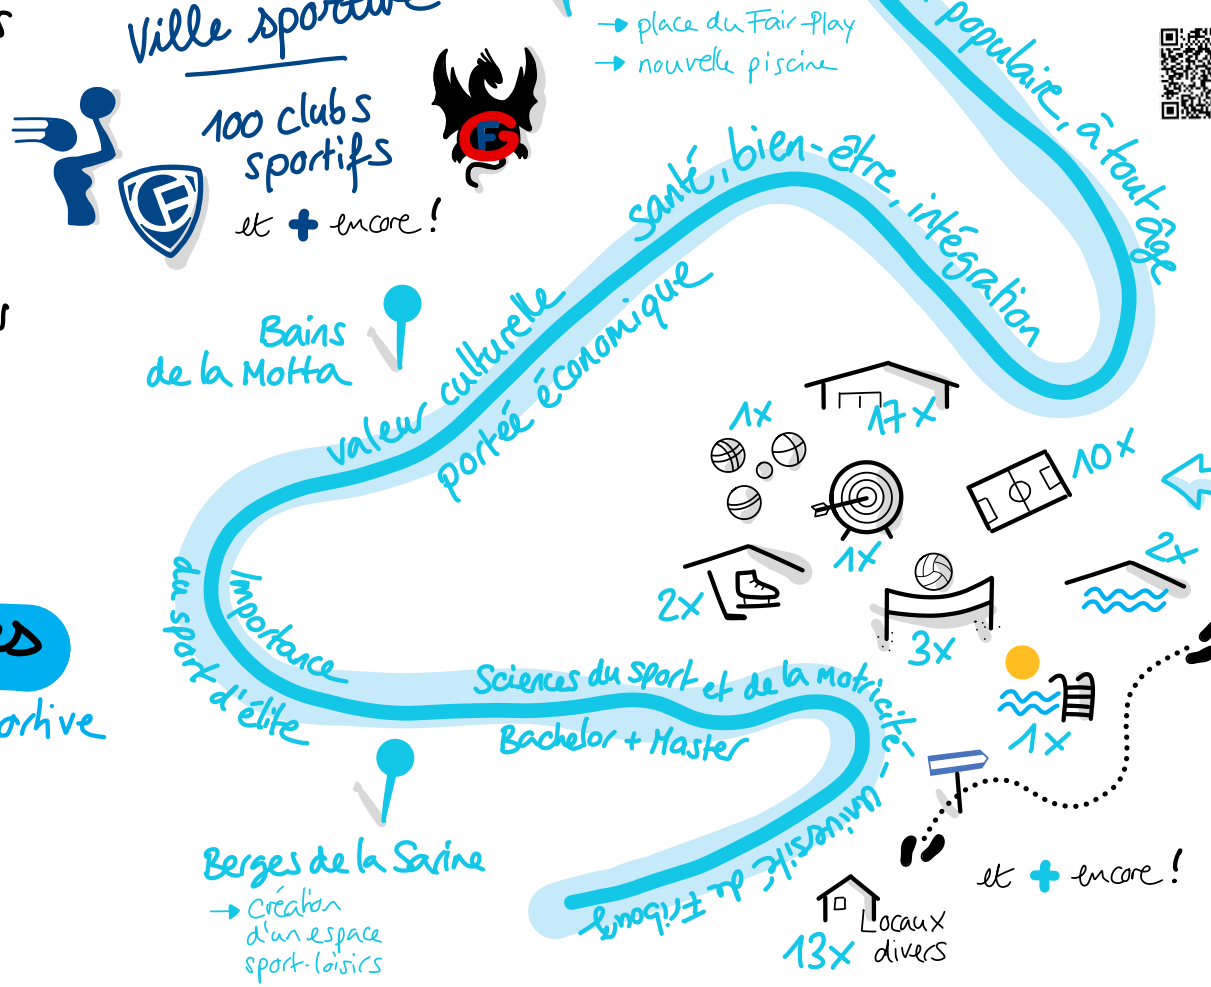 Ville sportive
100 clubs
sportifs
et + encore !
FG
→ place du Fair-Play
→ nouvelle piscine
populaire, à tout âge
santé, bien-être, intégration
valeur culturelle
portée économique
Bains
de la Motta
Importance
du sport d'élite
Sciences du sport et de la motricité -
Université de Fribourg
Bachelor + Master
Berges de la Sarine
→ Création
d'un espace
sport-loisirs
1x
17x
10x
1x
2x
2x
3x
1x
et + encore !
13x
Locaux
divers